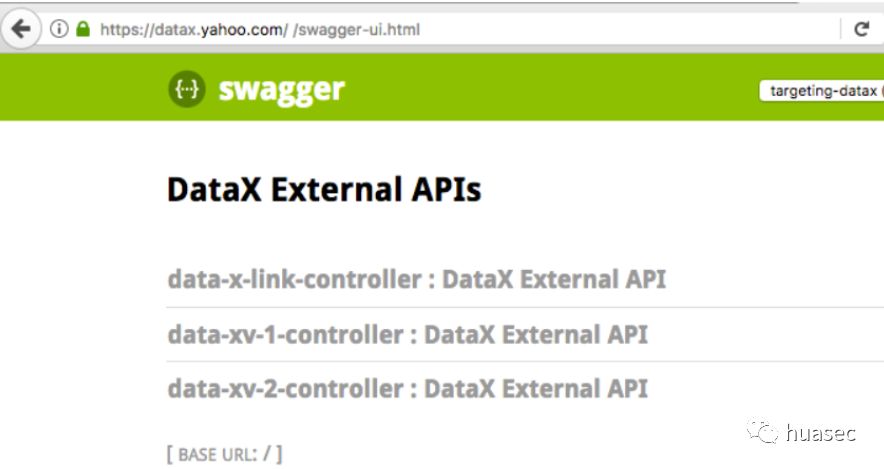 https://datax.yahoo.com/ /swagger-ui.html
{···} swagger
targeting-datax (
DataX External APIs
data-x-link-controller : DataX External API
data-xv-1-controller : DataX External API
data-xv-2-controller : DataX External API
huasec
[ BASE URL: / ]